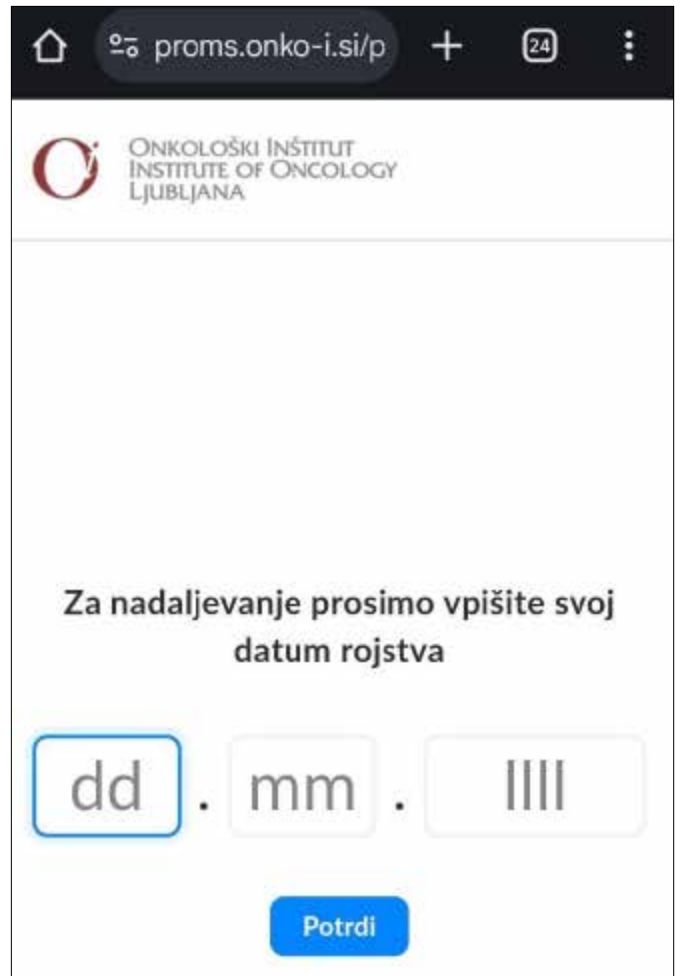 proms.onko-i.si/p
24
Onkološki Inštitut
Institute of Oncology
Ljubljana
Za nadaljevanje prosimo vpišite svoj
datum rojstva
dd . mm . llll
Potrdi